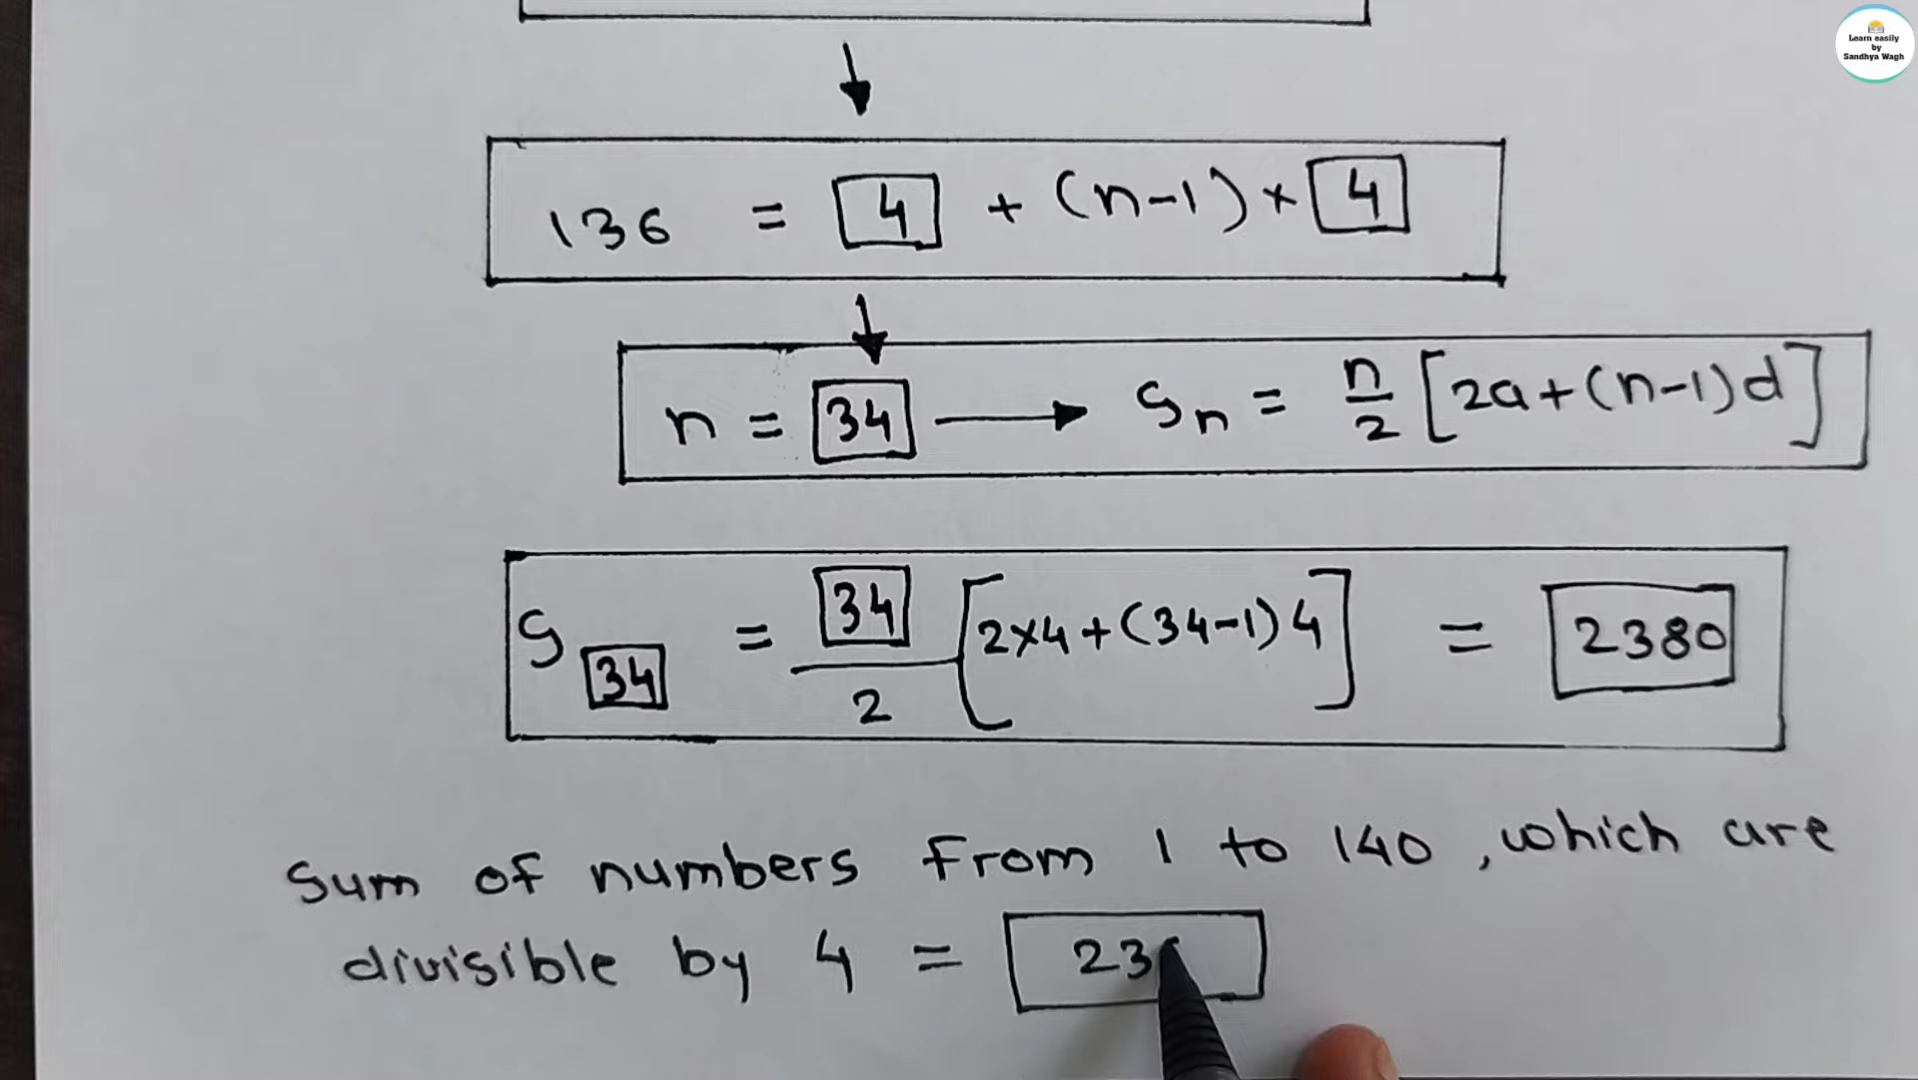 Learn easily
by
Sandhya Wagh
136 = 4 + (n-1) × 4
n = 34 → Sn = n/2 [2a+(n-1)d]
S34 = 34/2 [2×4+(34-1)4] = 2380
Sum of numbers from 1 to 140, which are
divisible by 4 = 23